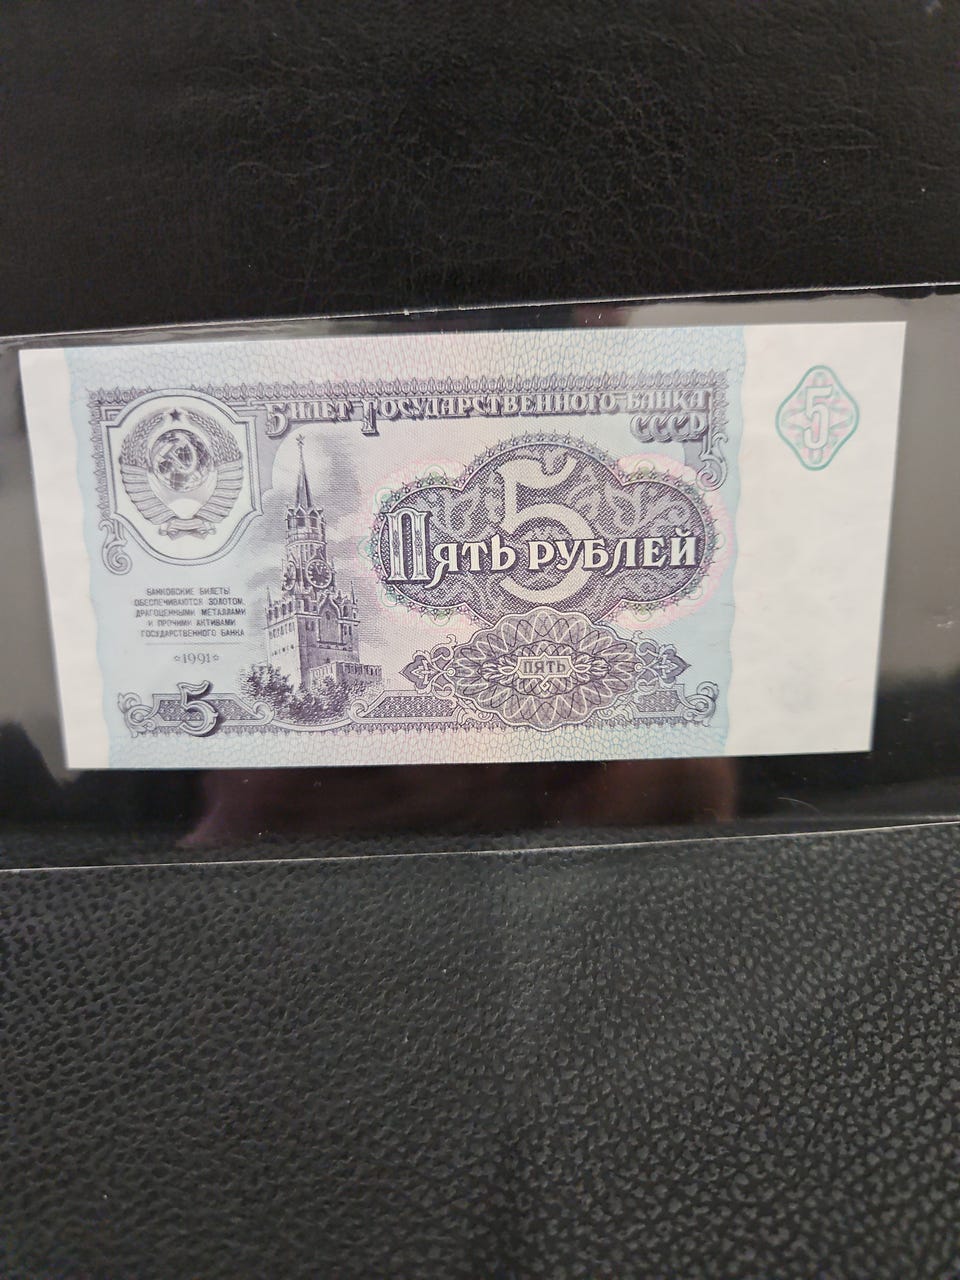 Билет Государственного Банка
СССР
5
5
Пять рублей
Банковские билеты
обеспечиваются золотом,
драгоценными металлами
и прочими активами
Государственного банка
1991
ПЯТЬ
5